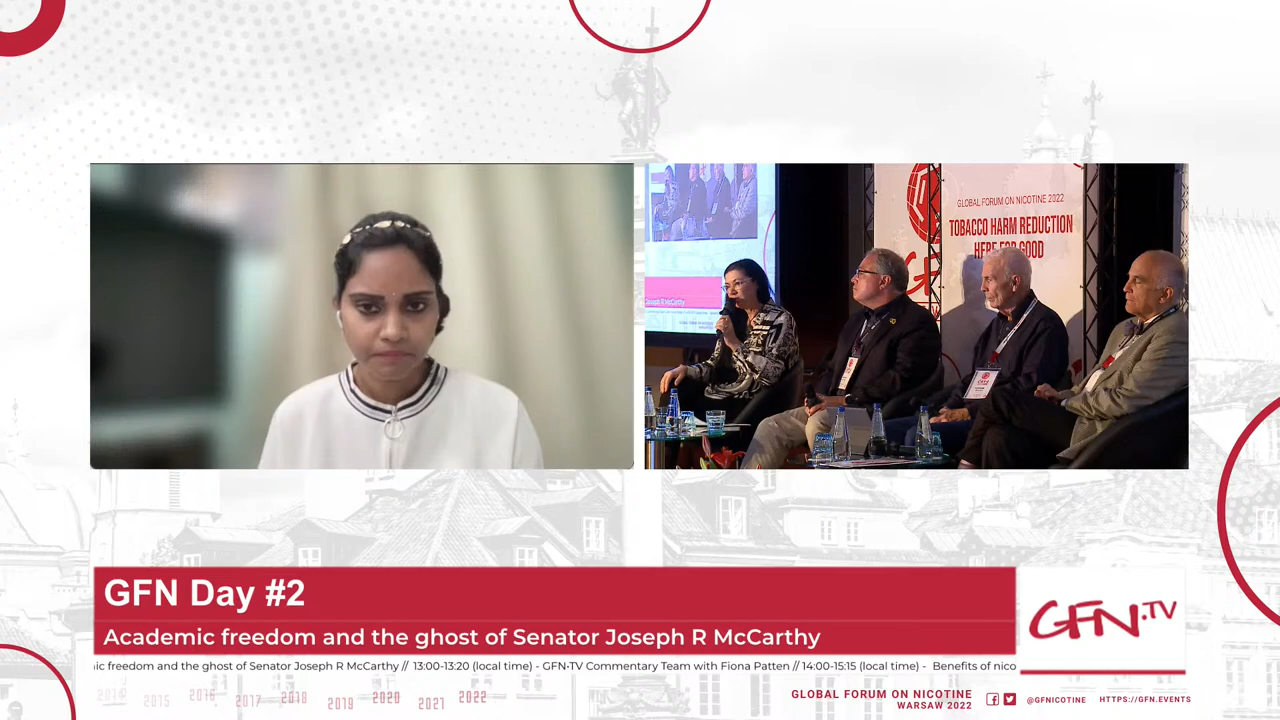 GLOBAL FORUM ON NICOTINE 2022
TOBACCO HARM REDUCTION
HERE FOR GOOD
Joseph R McCarthy
GFN Day #2
Academic freedom and the ghost of Senator Joseph R McCarthy
GFN.TV
ic freedom and the ghost of Senator Joseph R McCarthy // 13:00-13:20 (local time) - GFN-TV Commentary Team with Fiona Patten // 14:00-15:15 (local time) - Benefits of nico
2015 2016 2017 2018 2019 2020 2021 2022
GLOBAL FORUM ON NICOTINE
WARSAW 2022
@GFNICOTINE
HTTPS://GFN.EVENTS